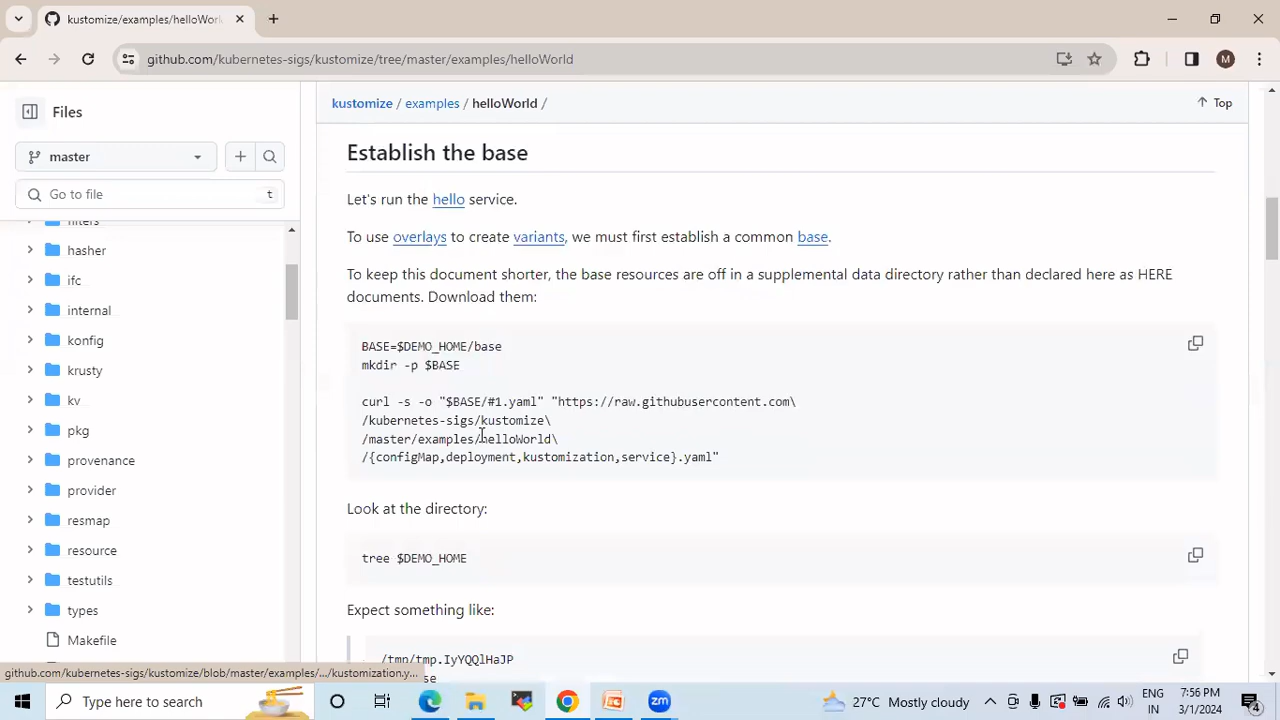 kustomize/examples/helloWorl
github.com/kubernetes-sigs/kustomize/tree/master/examples/helloWorld
M
Files
master
Go to file
t
filters
hasher
ifc
internal
konfig
krusty
kv
pkg
provenance
provider
resmap
resource
testutils
types
Makefile
kustomize / examples / helloWorld /
Top
Establish the base
Let's run the hello service.
To use overlays to create variants, we must first establish a common base.
To keep this document shorter, the base resources are off in a supplemental data directory rather than declared here as HERE
documents. Download them:
BASE=$DEMO_HOME/base
mkdir -p $BASE
curl -s -o "$BASE/#1.yaml" "https://raw.githubusercontent.com\
/kubernetes-sigs/kustomize\
/master/examples/helloWorld\
/{configMap,deployment,kustomization,service}.yaml"
Look at the directory:
tree $DEMO_HOME
Expect something like:
/tmp/tmp.IyYQQlHaJP
se
github.com/kubernetes-sigs/kustomize/blob/master/examples/.../kustomization.y...
Type here to search
zm
27°C Mostly cloudy
ENG
IN
7:56 PM
3/1/2024
4